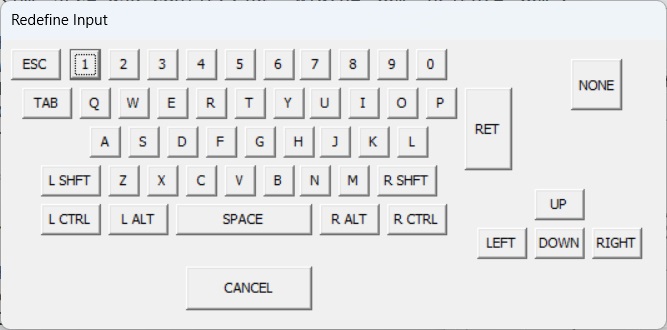 Redefine Input
ESC 1 2 3 4 5 6 7 8 9 0
NONE
TAB Q W E R T Y U I O P
RET
A S D F G H J K L
L SHFT Z X C V B N M R SHFT
L CTRL L ALT SPACE R ALT R CTRL
UP
LEFT DOWN RIGHT
CANCEL